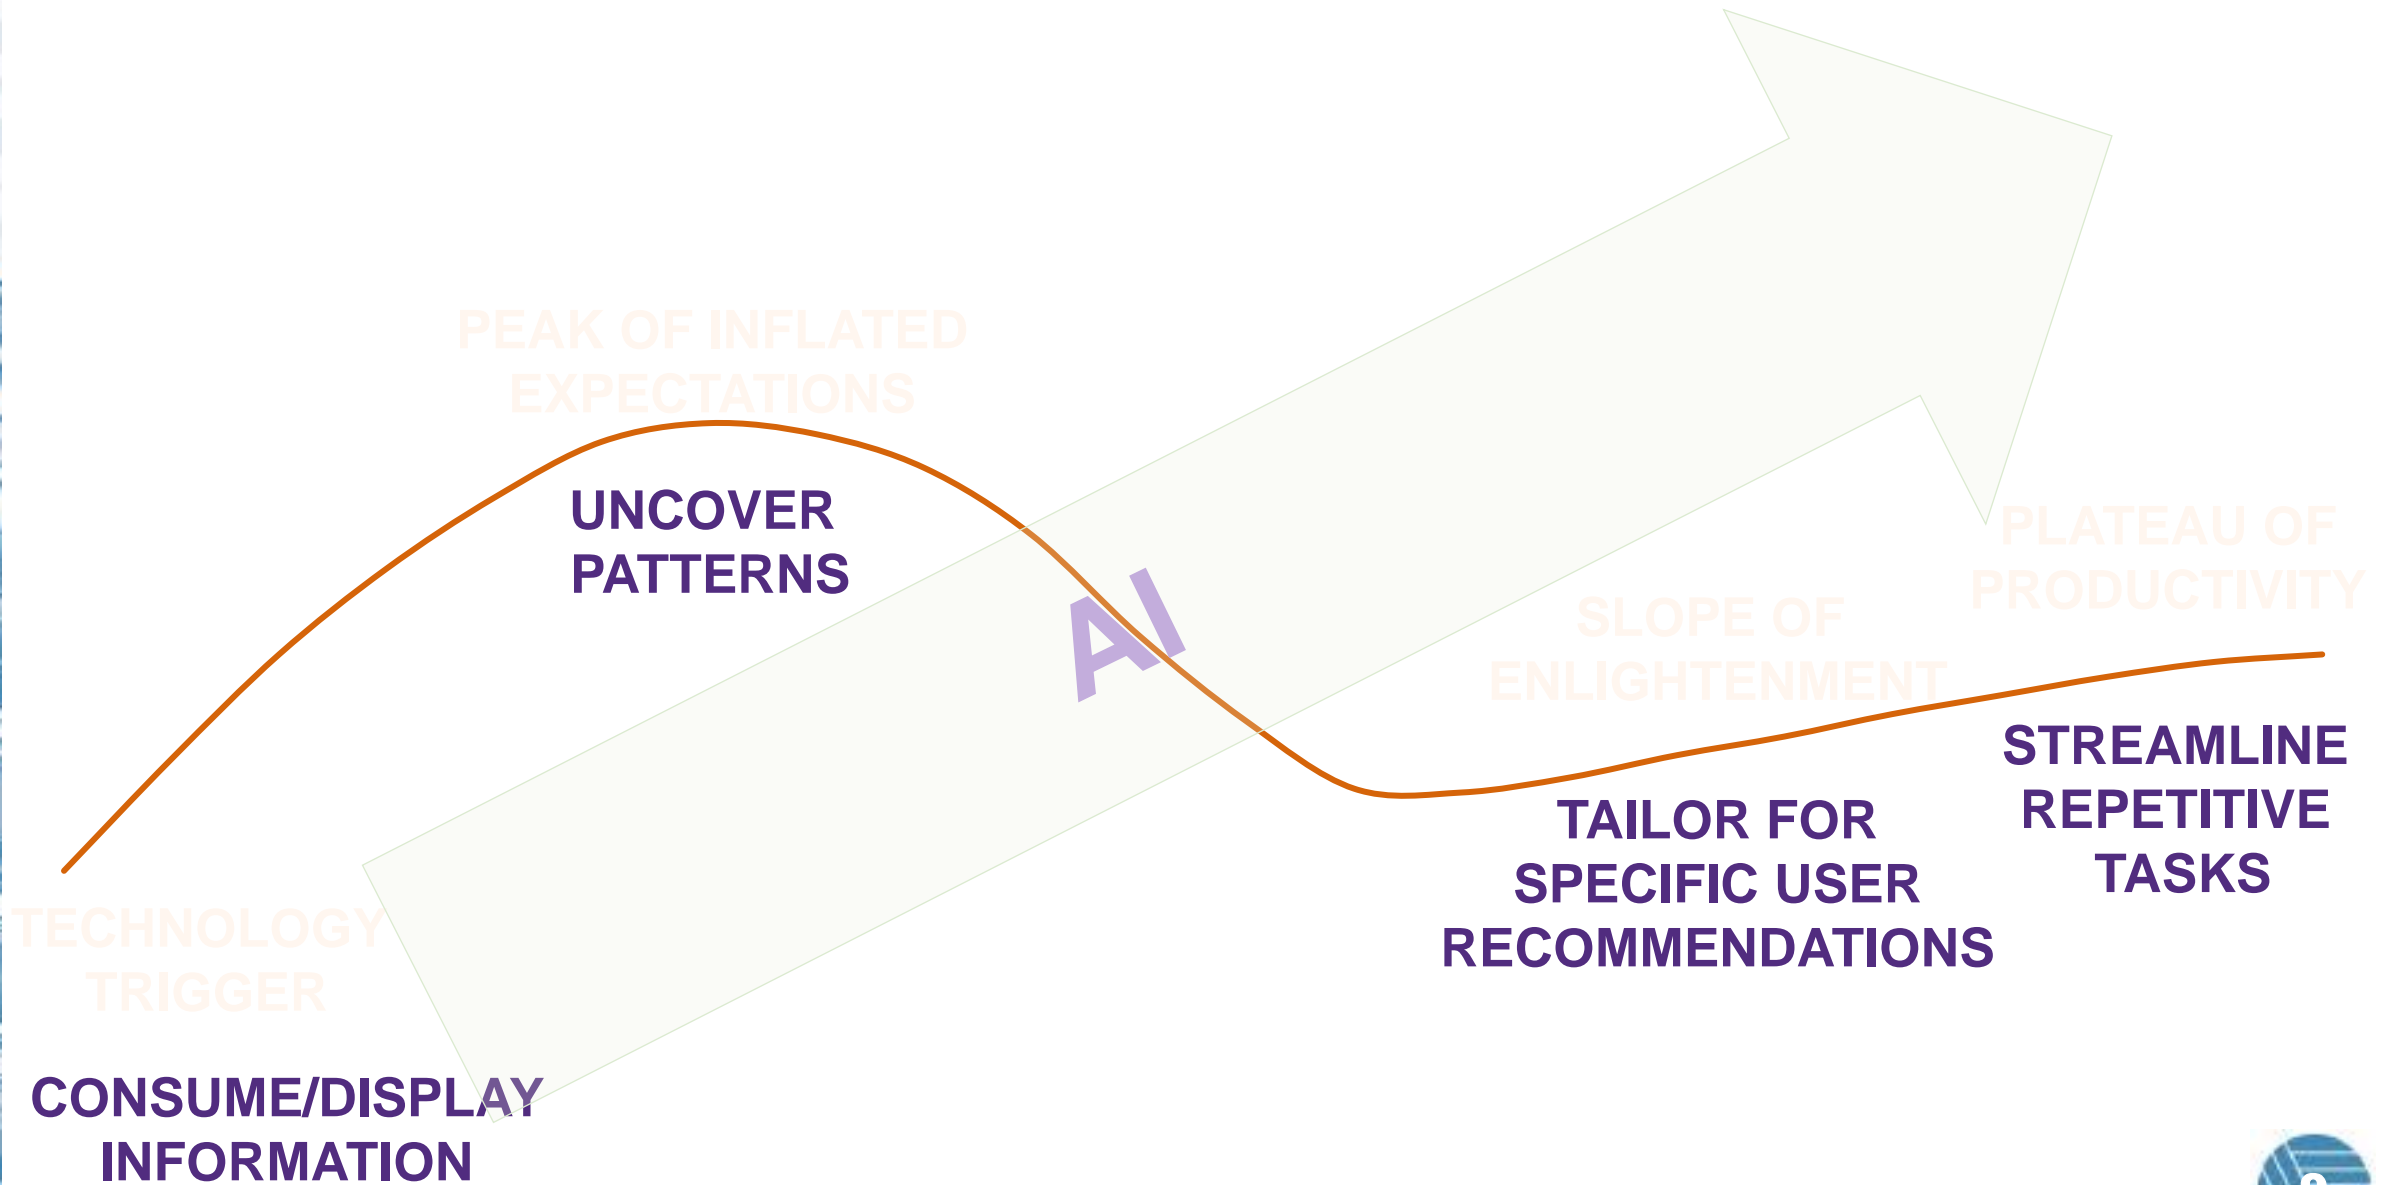 PEAK OF INFLATED
EXPECTATIONS
UNCOVER
PATTERNS
AI
PLATEAU OF
PRODUCTIVITY
SLOPE OF
ENLIGHTENMENT
STREAMLINE
REPETITIVE
TASKS
TAILOR FOR
SPECIFIC USER
RECOMMENDATIONS
TECHNOLOGY
TRIGGER
CONSUME/DISPLAY
INFORMATION